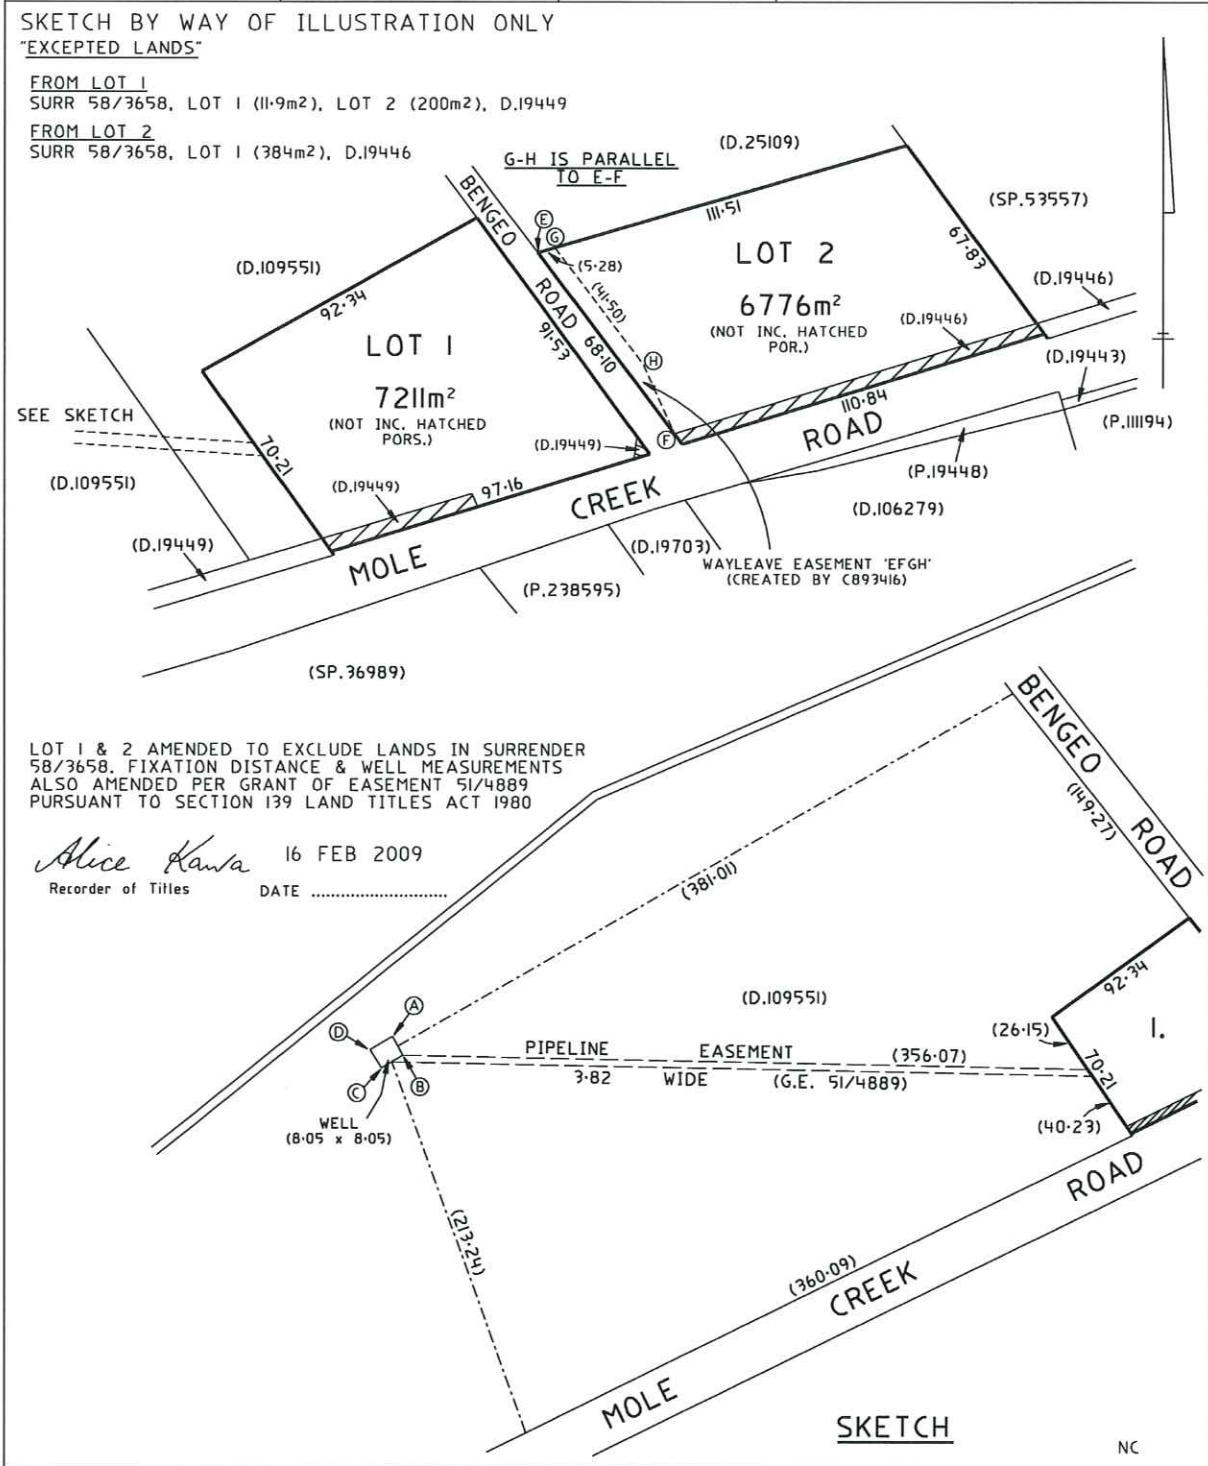 SKETCH BY WAY OF ILLUSTRATION ONLY
"EXCEPTED LANDS"
FROM LOT 1
SURR 58/3658, LOT 1 (11·9m2), LOT 2 (200m2), D.19449
FROM LOT 2
SURR 58/3658, LOT 1 (384m2), D.19446
G-H IS PARALLEL
TO E-F
(D.25109)
(SP.53557)
BENGEO
ROAD
E
G
(5·28)
(41·50)
111·51
67·83
LOT 2
6776m²
(NOT INC. HATCHED
POR.)
(D.19446)
(D.19446)
(D.19443)
(P.111194)
(D.109551)
92·34
LOT 1
7211m²
(NOT INC. HATCHED
PORS.)
91·53
68·10
H
F
110·84
SEE SKETCH
70·21
(D.109551)
(D.19449)
(D.19449)
97·16
(D.19449)
MOLE
CREEK
ROAD
(P.19448)
(D.106279)
(D.19703)
(P.238595)
WAYLEAVE EASEMENT 'EFGH'
(CREATED BY C893416)
(SP.36989)
LOT 1 & 2 AMENDED TO EXCLUDE LANDS IN SURRENDER
58/3658. FIXATION DISTANCE & WELL MEASUREMENTS
ALSO AMENDED PER GRANT OF EASEMENT 51/4889
PURSUANT TO SECTION 139 LAND TITLES ACT 1980
Alice Kawa
16 FEB 2009
Recorder of Titles
DATE ........................
BENGEO
ROAD
(149·27)
(381·01)
92·34
(D.109551)
(26·15)
1.
70·21
(40·23)
A
D
C
B
PIPELINE EASEMENT (356·07)
3·82 WIDE (G.E. 51/4889)
WELL
(8·05 x 8·05)
(213·24)
(360·09)
MOLE
CREEK
ROAD
SKETCH
NC